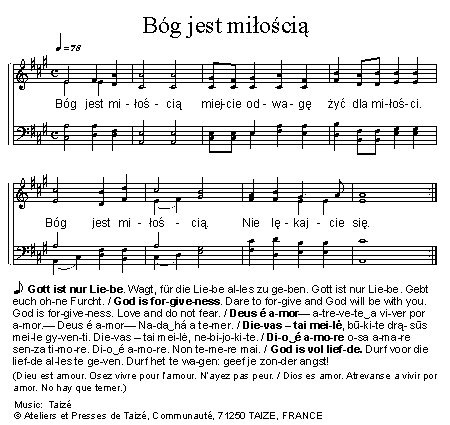 Bóg jest miłością
♩ = 78
Bóg jest mi - łoś - cią miej-cie od - wa - gę żyć dla mi-łoś-ci.
Bóg jest mi - łoś - cią. Nie lę - kaj - cie się.
Gott ist nur Lie-be. Wagt, für die Lie-be al-les zu ge-ben. Gott ist nur Lie-be. Gebt
euch oh-ne Furcht. / God is for-give-ness. Dare to for-give and God will be with you.
God is for-give-ness. Love and do not fear. / Deus é a-mor— a-tre-ve-te_a vi-ver por
a-mor.— Deus é a-mor— Na-da_há a te-mer. / Die-vas – tai mei-lė, bū-ki-te drą- sūs
mei-le gy-ven-ti. Die-vas – tai mei-lė, ne-bi-jo-ki-te. / Di-o_é a-mo-re o-sa a-ma-re
sen-za ti-mo-re. Di-o_é a-mo-re. Non te-me-re mai. / God is vol lief-de. Durf voor die
lief-de al-les te ge-ven. Durf het te wa-gen: geef je zon-der angst!
(Dieu est amour. Osez vivre pour l'amour. N'ayez pas peur. / Dios es amor. Atrevanse a vivir por
amor. No hay que temer.)
Music: Taizé
© Ateliers et Presses de Taizé, Communauté, 71250 TAIZE, FRANCE